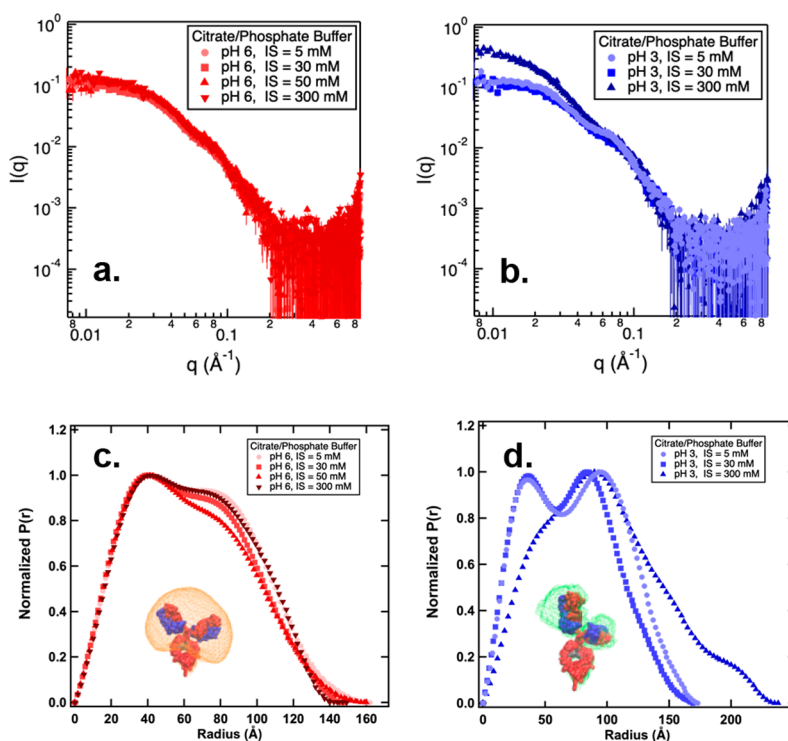 Citrate/Phosphate Buffer
pH 6, IS = 5 mM
pH 6, IS = 30 mM
pH 6, IS = 50 mM
pH 6, IS = 300 mM
10⁰
10⁻¹
10⁻²
10⁻³
10⁻⁴
I(q)
a.
8
0.01
2
4
6
8
0.1
2
4
6
8
q (Å⁻¹)
Citrate/Phosphate Buffer
pH 3, IS = 5 mM
pH 3, IS = 30 mM
pH 3, IS = 300 mM
10⁰
10⁻¹
10⁻²
10⁻³
10⁻⁴
I(q)
b.
8
0.01
2
4
6
8
0.1
2
4
6
8
q (Å⁻¹)
c.
Citrate/Phosphate Buffer
pH 6, IS = 5 mM
pH 6, IS = 30 mM
pH 6, IS = 50 mM
pH 6, IS = 300 mM
1.2
1.0
0.8
0.6
0.4
0.2
0.0
Normalized P(r)
0 20 40 60 80 100 120 140 160
Radius (Å)
d.
Citrate/Phosphate Buffer
pH 3, IS = 5 mM
pH 3, IS = 30 mM
pH 3, IS = 300 mM
1.2
1.0
0.8
0.6
0.4
0.2
0.0
Normalized P(r)
0 50 100 150 200
Radius (Å)